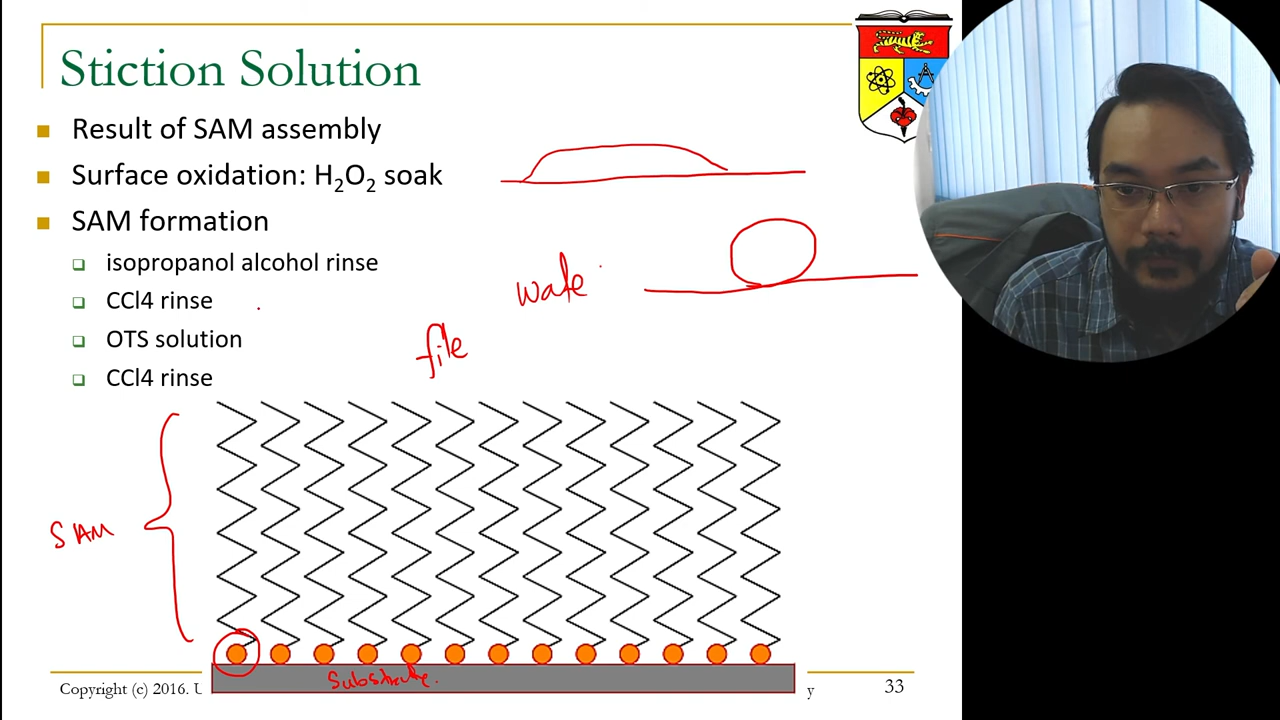 Stiction Solution
Result of SAM assembly
Surface oxidation: H₂O₂ soak
SAM formation
isopropanol alcohol rinse
CCl4 rinse
OTS solution
CCl4 rinse
wate
file
SAM
Substrate.
Copyright (c) 2016. U
y
33